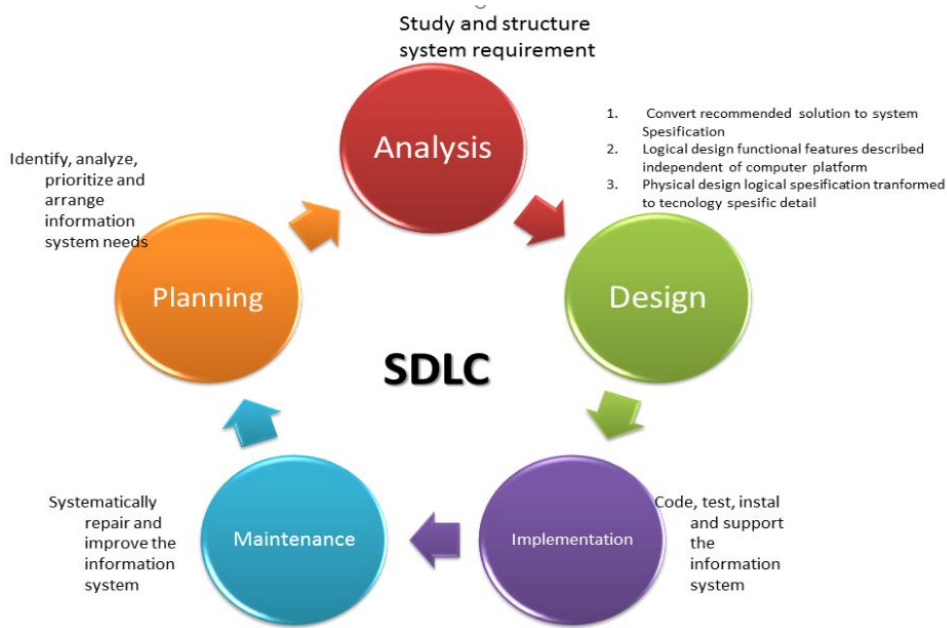 Study and structure
system requirement
Analysis
1. Convert recommended solution to system
Spesification
2. Logical design functional features described
independent of computer platform
3. Physical design logical spesification tranformed
to tecnology spesific detail
Design
Identify, analyze,
prioritize and
arrange
information
system needs
Planning
SDLC
Systematically
repair and
improve the
information
system
Maintenance
Implementation
Code, test, instal
and support
the
information
system